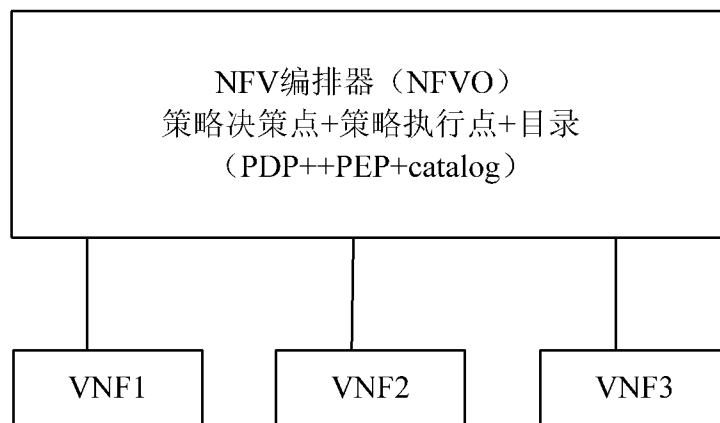 NFV编排器（NFVO）
策略决策点+策略执行点+目录
（PDP++PEP+catalog）
VNF1
VNF2
VNF3